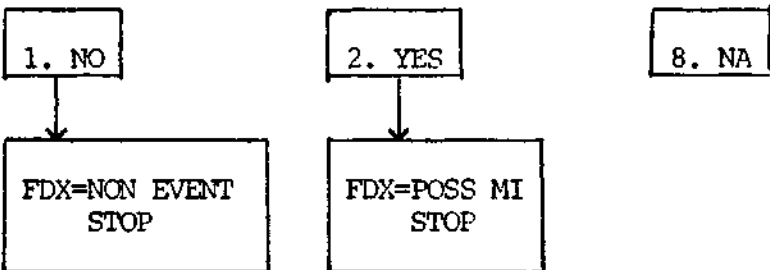 1. NO
2. YES
8. NA
FDX=NON EVENT
STOP
FDX=POSS MI
STOP